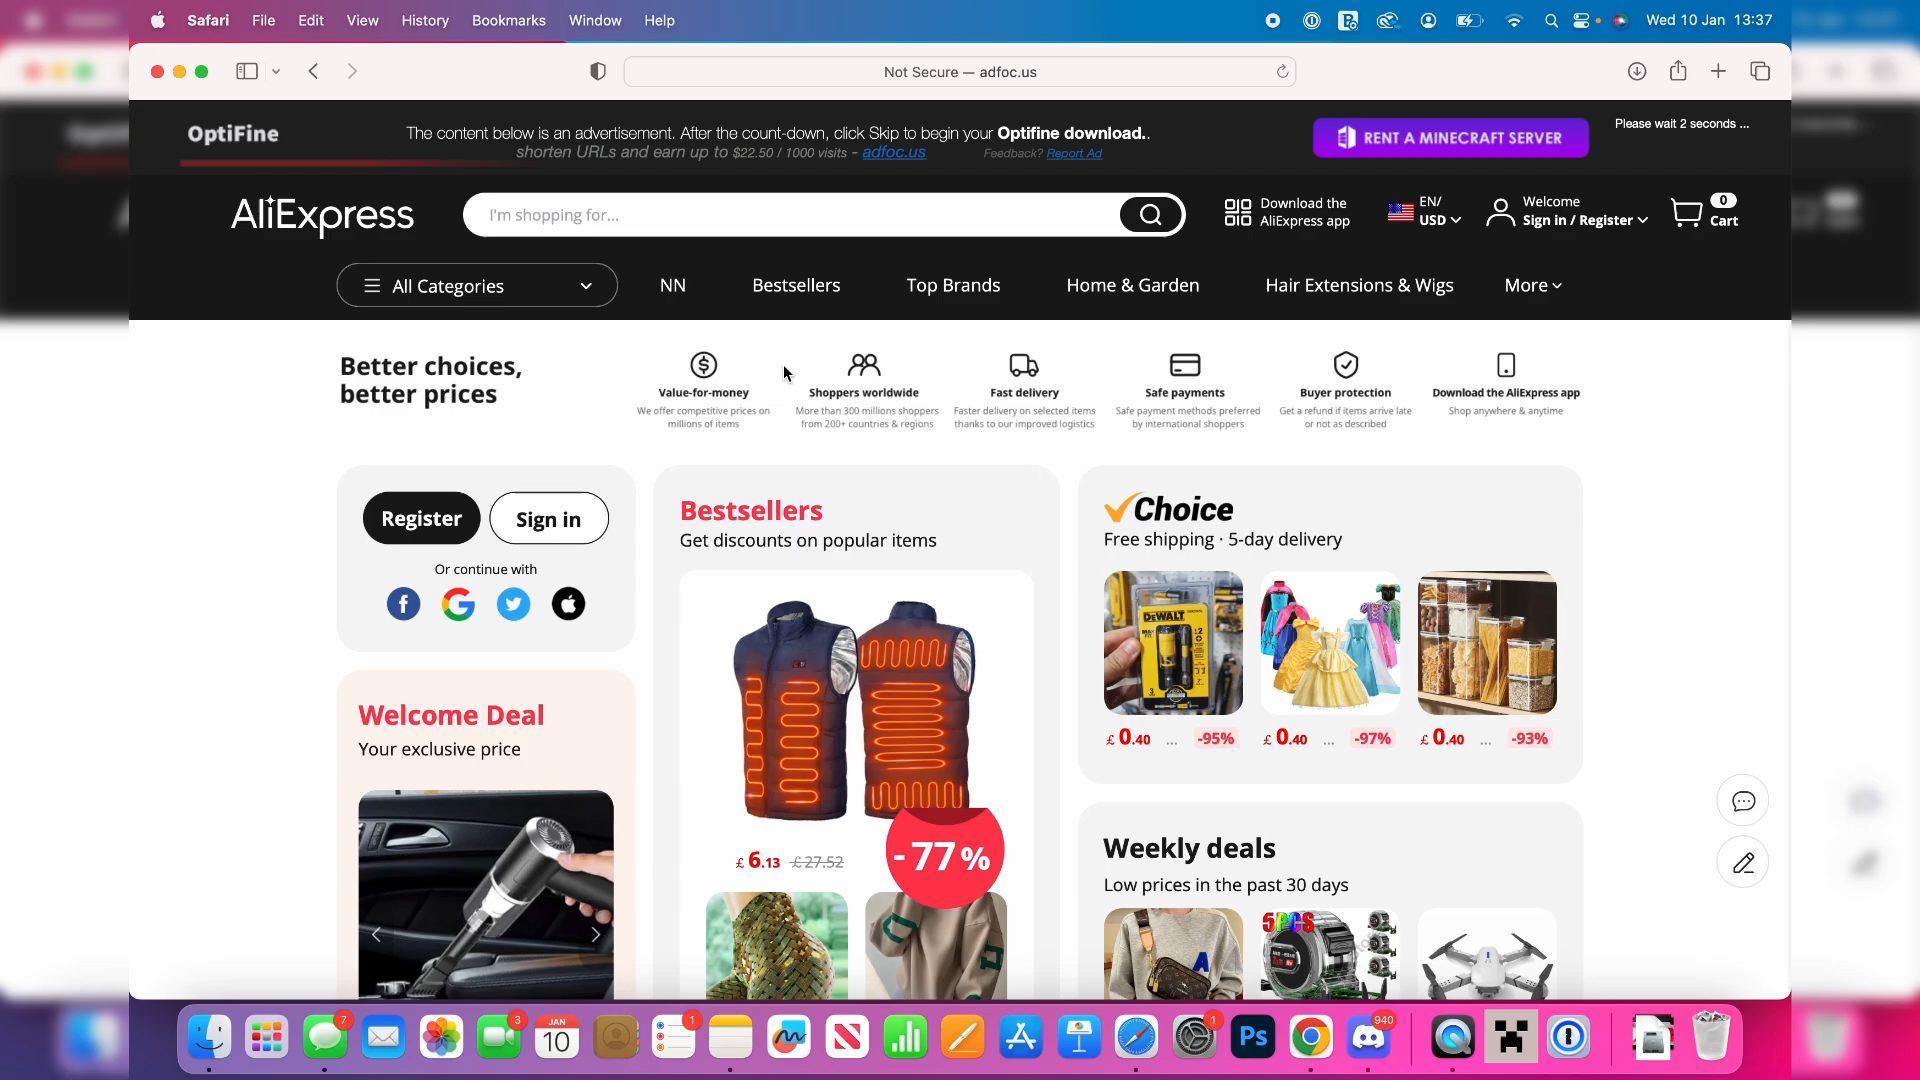 Safari File Edit View History Bookmarks Window Help Wed 10 Jan 13:37
Not Secure — adfoc.us
OptiFine
The content below is an advertisement. After the count-down, click Skip to begin your Optifine download..
shorten URLs and earn up to $22.50 / 1000 visits - adfoc.us Feedback? Report Ad
RENT A MINECRAFT SERVER
Please wait 2 seconds ...
AliExpress
I'm shopping for...
Download the
AliExpress app
EN/
USD
Welcome
Sign in / Register
0
Cart
All Categories
NN
Bestsellers
Top Brands
Home & Garden
Hair Extensions & Wigs
More
Better choices,
better prices
Value-for-money
We offer competitive prices on
millions of items
Shoppers worldwide
More than 300 millions shoppers
from 200+ countries & regions
Fast delivery
Faster delivery on selected items
thanks to our improved logistics
Safe payments
Safe payment methods preferred
by international shoppers
Buyer protection
Get a refund if items arrive late
or not as described
Download the AliExpress app
Shop anywhere & anytime
Register
Sign in
Or continue with
Welcome Deal
Your exclusive price
Bestsellers
Get discounts on popular items
£6.13 £27.52
-77%
Choice
Free shipping · 5-day delivery
DEWALT
£0.40 ... -95%
£0.40 ... -97%
£0.40 ... -93%
Weekly deals
Low prices in the past 30 days
A
5PCS
7
3
JAN
10
1
1
Ps
940